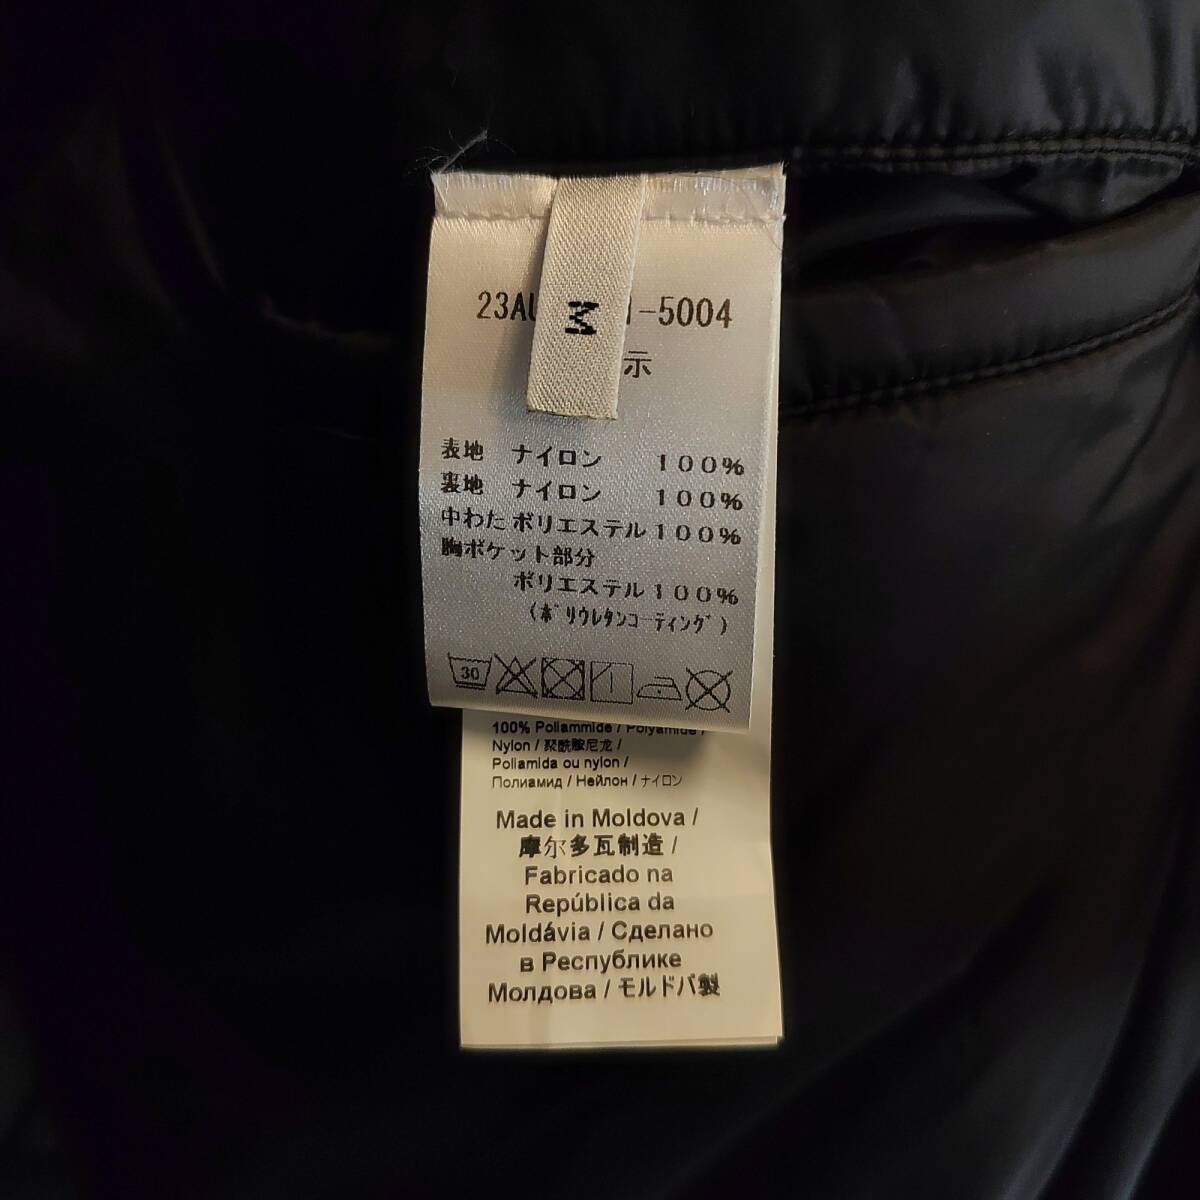 M
-5004
示
表地 ナイロン 100%
裏地 ナイロン 100%
中わた ポリエステル 100%
胸ポケット部分
ポリエステル 100%
(ポリウレタンコーティング)
30
100% Poliammide / Polyamide /
Nylon / 聚酰胺尼龙 /
Poliamida ou nylon /
Полиамид / Нейлон / ナイロン
Made in Moldova /
摩尔多瓦制造 /
Fabricado na
República da
Moldávia / Сделано
в Республике
Молдова / モルドバ製